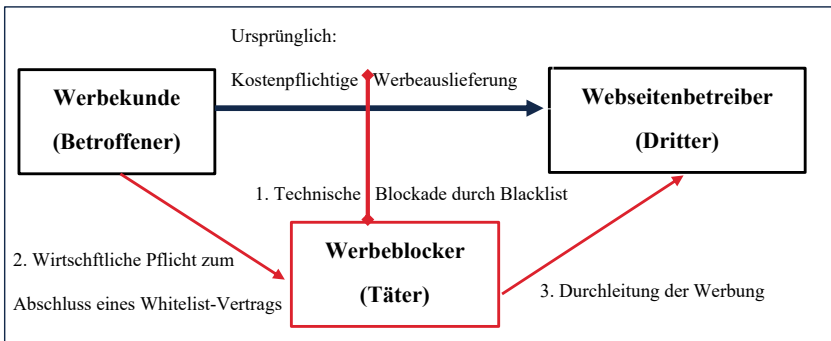 Ursprünglich:
Kostenpflichtige Werbeauslieferung
Werbekunde
(Betroffener)
Webseitenbetreiber
(Dritter)
1. Technische Blockade durch Blacklist
Werbeblocker
(Täter)
2. Wirtschftliche Pflicht zum
Abschluss eines Whitelist-Vertrags
3. Durchleitung der Werbung